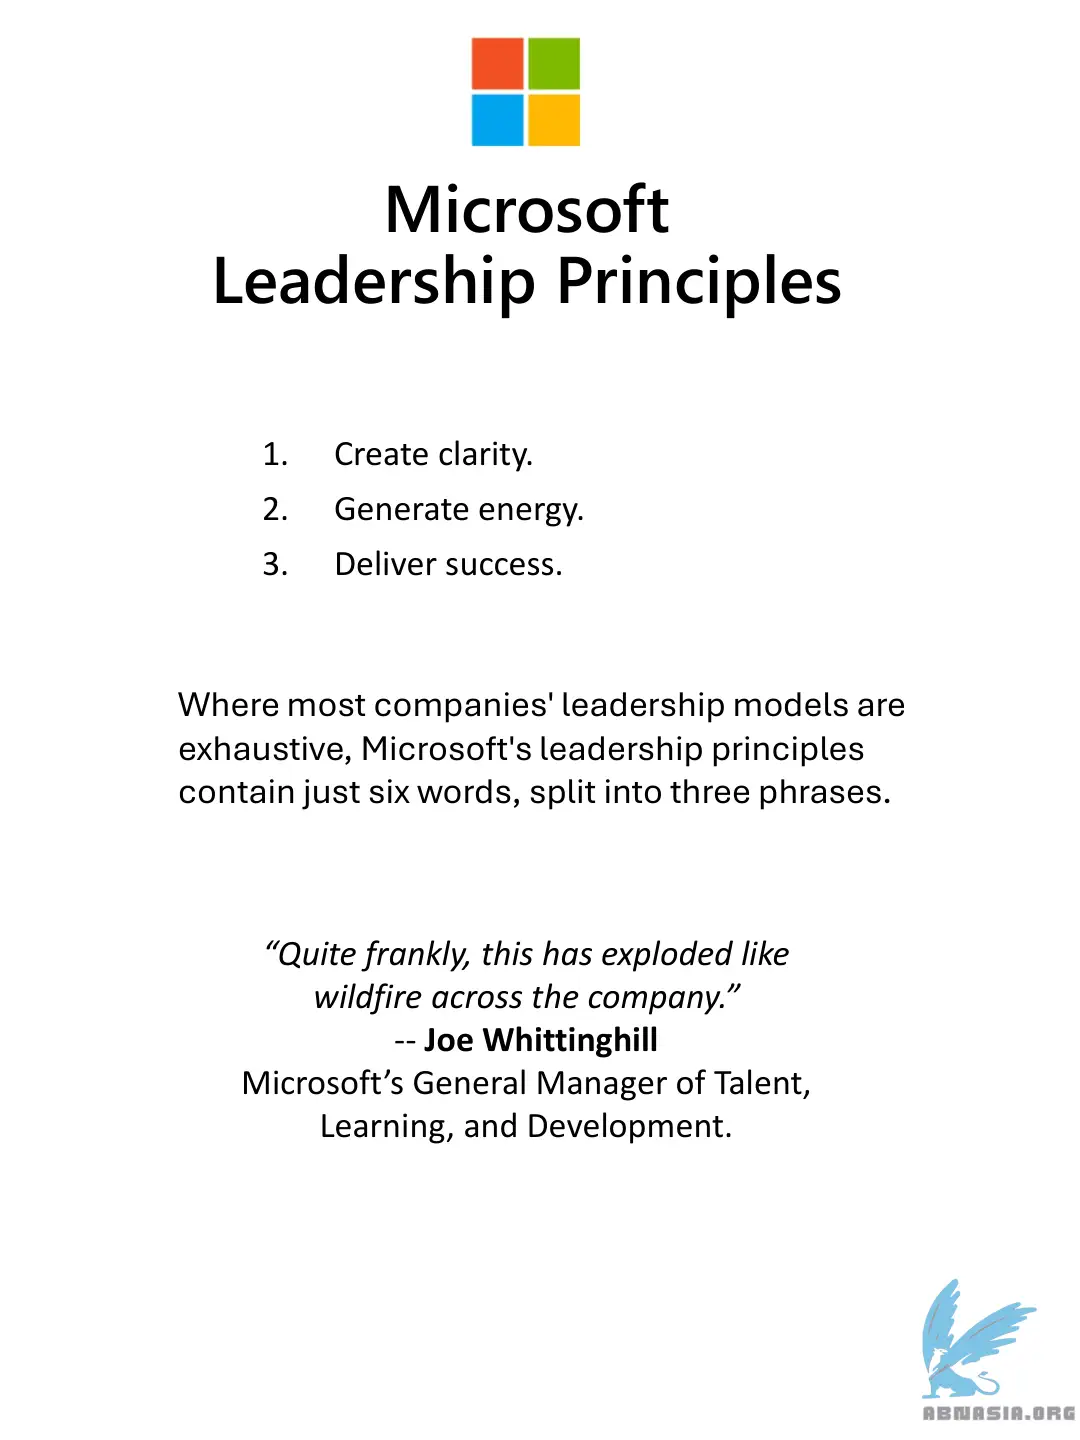 Microsoft
Leadership Principles
1. Create clarity.
2. Generate energy.
3. Deliver success.
Where most companies' leadership models are
exhaustive, Microsoft's leadership principles
contain just six words, split into three phrases.
“Quite frankly, this has exploded like
wildfire across the company.”
-- Joe Whittinghill
Microsoft’s General Manager of Talent,
Learning, and Development.
ABNASIA.ORG